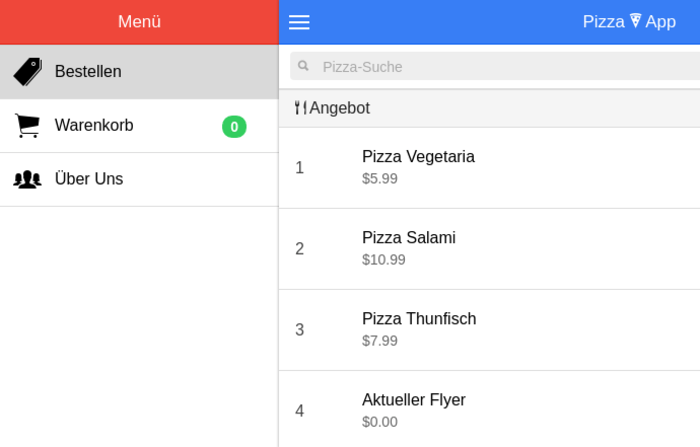 Menü
Bestellen
Warenkorb 0
Über Uns
Pizza App
Pizza-Suche
Angebot
1 Pizza Vegetaria
$5.99
2 Pizza Salami
$10.99
3 Pizza Thunfisch
$7.99
4 Aktueller Flyer
$0.00